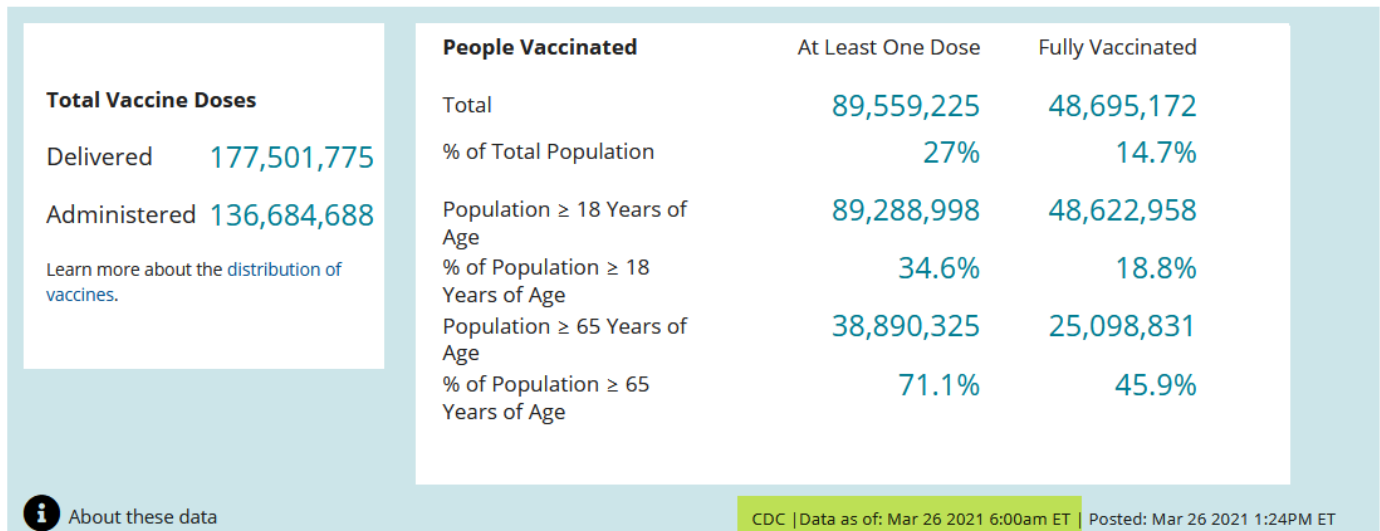 Total Vaccine Doses
Delivered 177,501,775
Administered 136,684,688
Learn more about the distribution of
vaccines.
People Vaccinated At Least One Dose Fully Vaccinated
Total 89,559,225 48,695,172
% of Total Population 27% 14.7%
Population ≥ 18 Years of
Age 89,288,998 48,622,958
% of Population ≥ 18
Years of Age 34.6% 18.8%
Population ≥ 65 Years of
Age 38,890,325 25,098,831
% of Population ≥ 65
Years of Age 71.1% 45.9%
i About these data
CDC |Data as of: Mar 26 2021 6:00am ET | Posted: Mar 26 2021 1:24PM ET